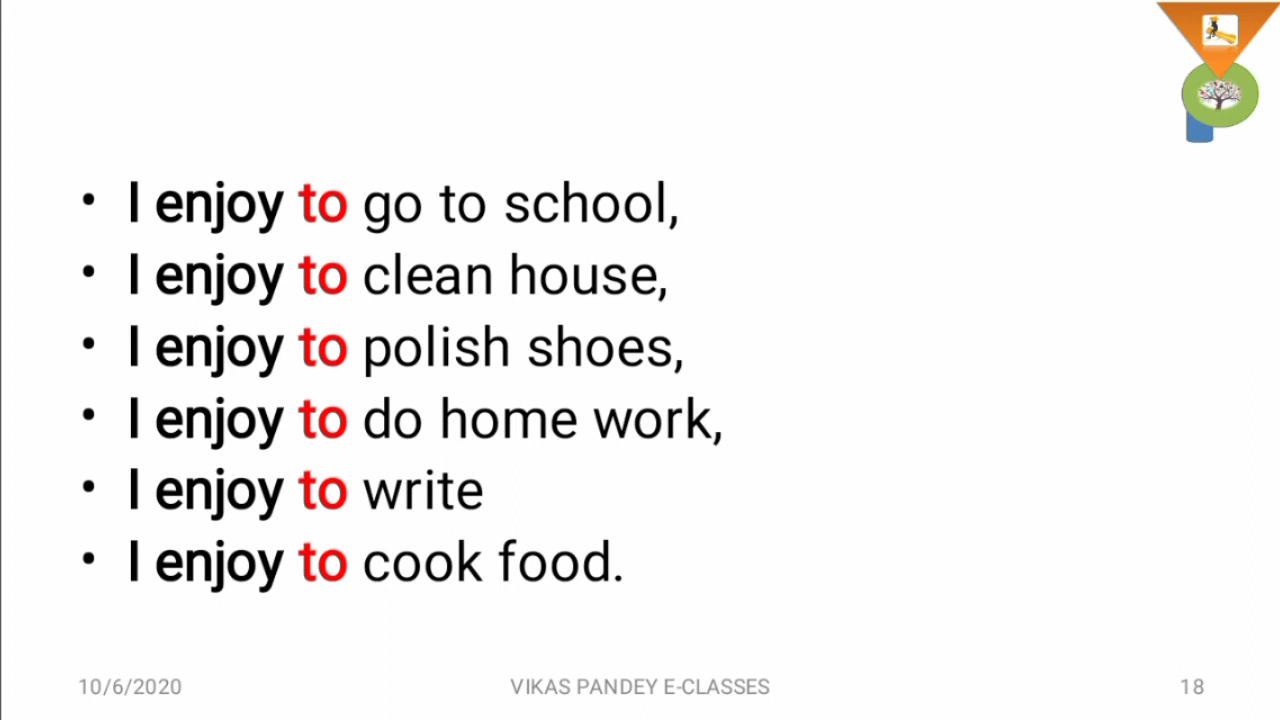 • I enjoy to go to school,
• I enjoy to clean house,
• I enjoy to polish shoes,
• I enjoy to do home work,
• I enjoy to write
• I enjoy to cook food.
10/6/2020 VIKAS PANDEY E-CLASSES 18